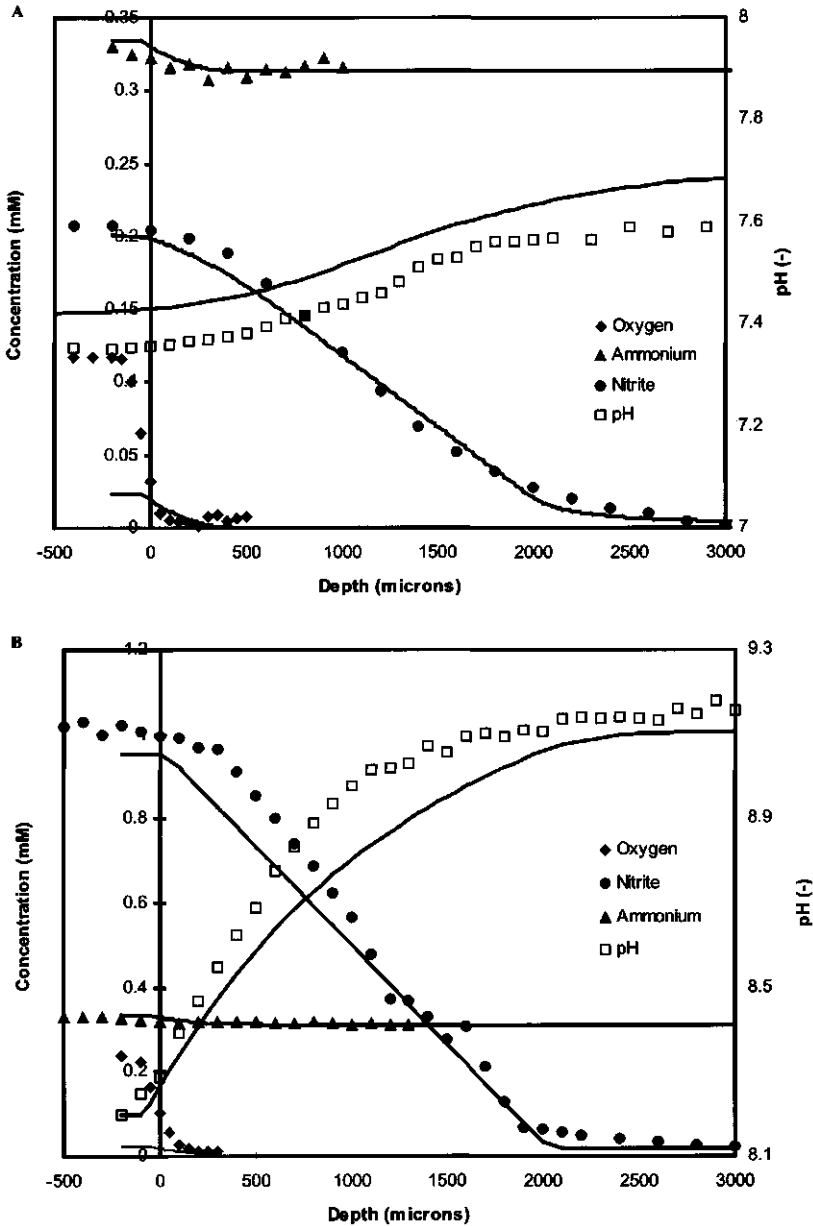 A
0.35
0.3
0.25
0.2
0.15
0.1
0.05
0
8
7.8
7.6
7.4
7.2
7
-500
0
500
1000
1500
2000
2500
3000
Concentration (mM)
pH (-)
Depth (microns)
Oxygen
Ammonium
Nitrite
pH
B
1.2
1
0.8
0.6
0.4
0.2
0
9.3
8.9
8.5
8.1
-500
0
500
1000
1500
2000
2500
3000
Concentration (mM)
pH (-)
Depth (microns)
Oxygen
Nitrite
Ammonium
pH